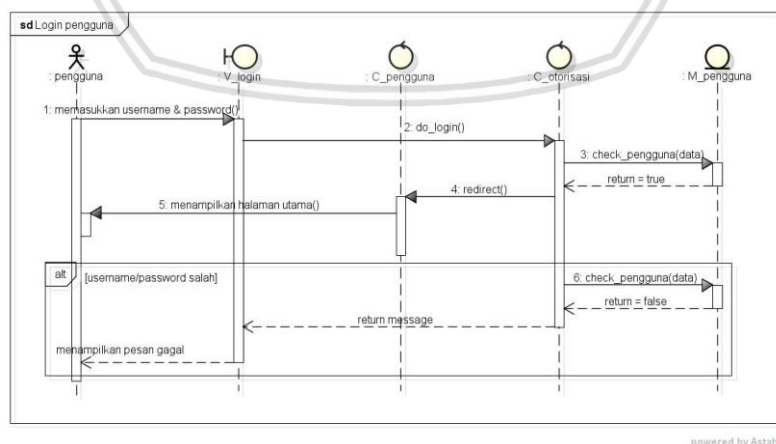 sd Login pengguna
: pengguna
: V_login
: C_pengguna
: C_otorisasi
: M_pengguna
1: memasukkan username & password()
2: do_login()
3: check_pengguna(data)
return = true
4: redirect()
5: menampilkan halaman utama()
alt
[username/password salah]
6: check_pengguna(data)
return = false
return message
menampilkan pesan gagal
powered by Astah